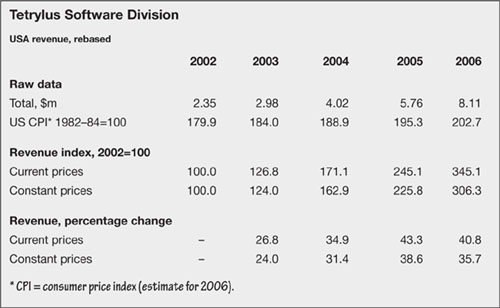 Tetrylus Software Division
USA revenue, rebased
2002 2003 2004 2005 2006
Raw data
Total, $m 2.35 2.98 4.02 5.76 8.11
US CPI* 1982–84=100 179.9 184.0 188.9 195.3 202.7
Revenue index, 2002=100
Current prices 100.0 126.8 171.1 245.1 345.1
Constant prices 100.0 124.0 162.9 225.8 306.3
Revenue, percentage change
Current prices – 26.8 34.9 43.3 40.8
Constant prices – 24.0 31.4 38.6 35.7
* CPI = consumer price index (estimate for 2006).